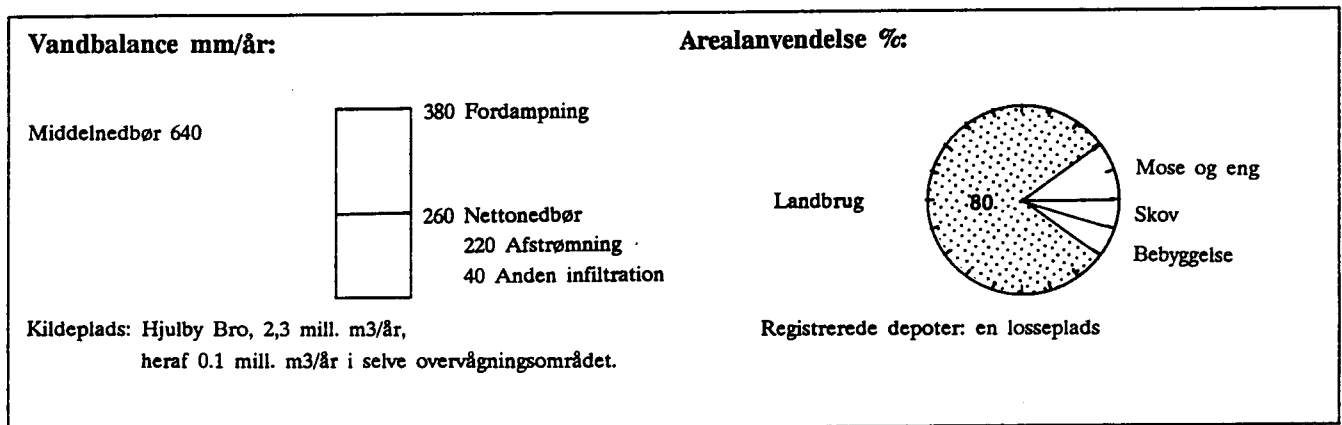 Vandbalance mm/år:
Middelnedbør 640
380 Fordampning
260 Nettonedbør
220 Afstrømning
40 Anden infiltration
Kildeplads: Hjulby Bro, 2,3 mill. m3/år,
heraf 0.1 mill. m3/år i selve overvågningsområdet.
Arealanvendelse %:
Landbrug
80
Mose og eng
Skov
Bebyggelse
Registrerede depoter: en losseplads